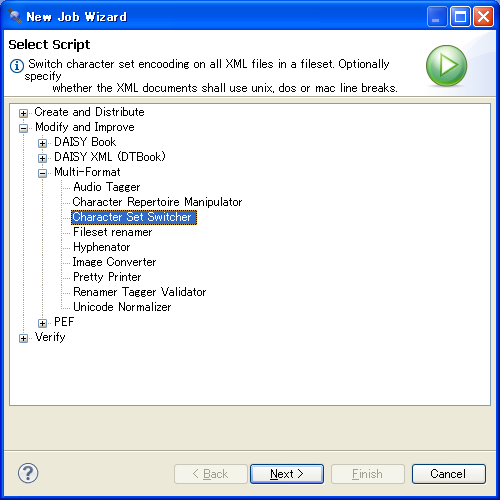 New Job Wizard
Select Script
Switch character set encooding on all XML files in a fileset. Optionally
specify
whether the XML documents shall use unix, dos or mac line breaks.
Create and Distribute
Modify and Improve
DAISY Book
DAISY XML (DTBook)
Multi-Format
Audio Tagger
Character Repertoire Manipulator
Character Set Switcher
Fileset renamer
Hyphenator
Image Converter
Pretty Printer
Renamer Tagger Validator
Unicode Normalizer
PEF
Verify
< Back
Next >
Finish
Cancel